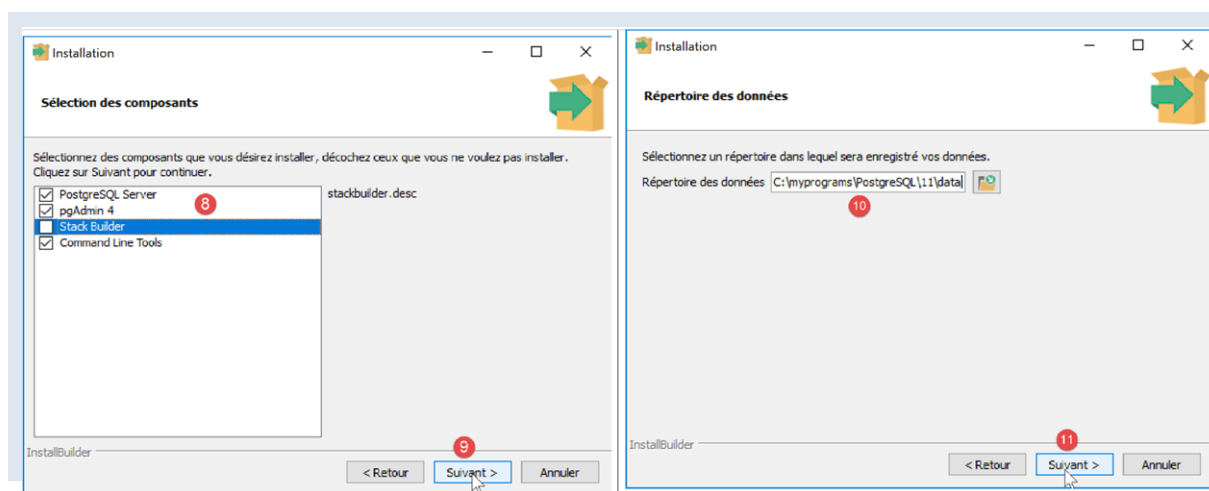 Installation
Sélection des composants
Sélectionnez des composants que vous désirez installer, décochez ceux que vous ne voulez pas installer.
Cliquez sur Suivant pour continuer.
PostgreSQL Server
8
pgAdmin 4
Stack Builder
Command Line Tools
stackbuilder.desc
InstallBuilder
9
< Retour
Suivant >
Annuler
Installation
Répertoire des données
Sélectionnez un répertoire dans lequel sera enregistré vos données.
Répertoire des données C:\myprograms\PostgreSQL\11\data
10
InstallBuilder
11
< Retour
Suivant >
Annuler